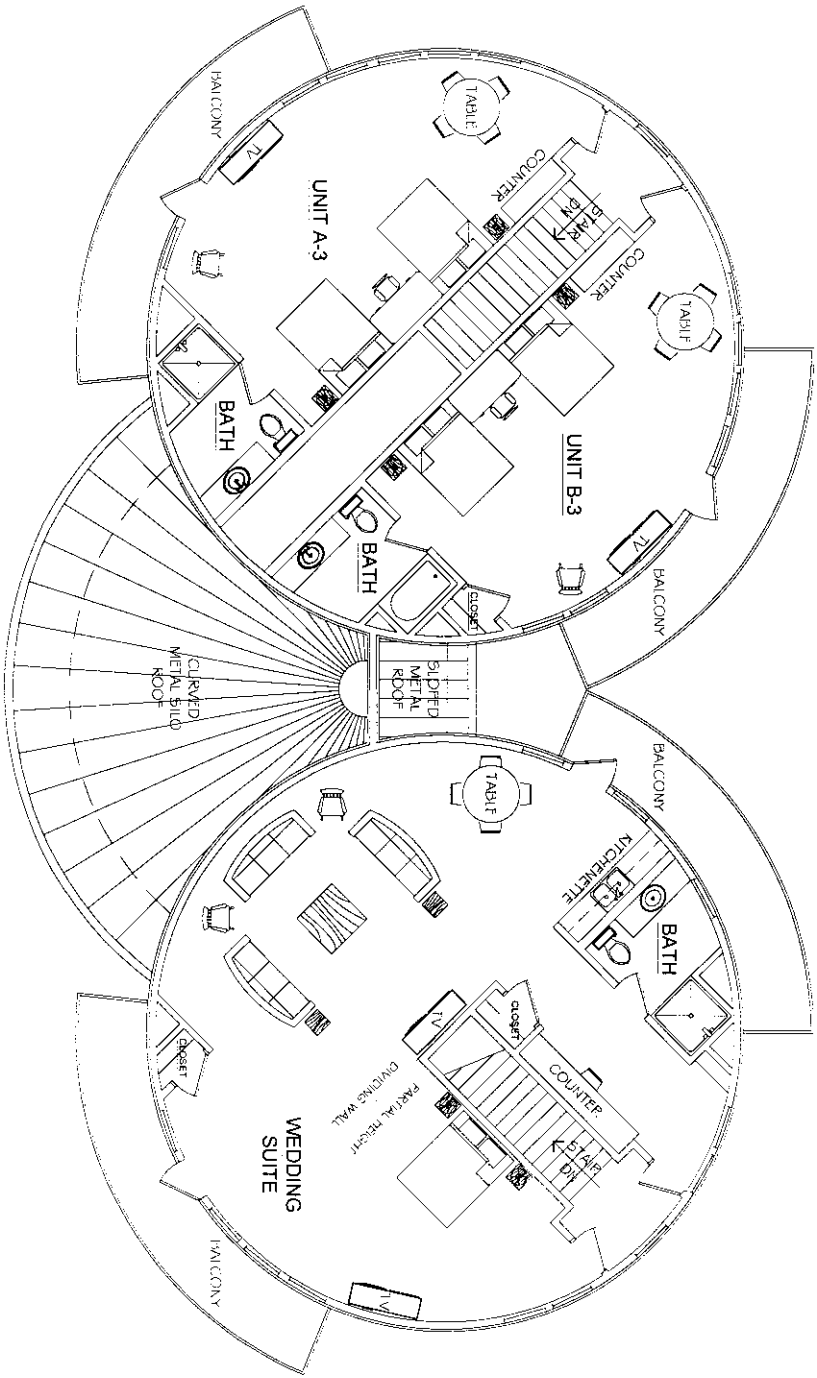 BALCONY
TV
TABLE
UNIT A-3
COUNTER
STAIR
DN
COUNTER
TABLE
BATH
UNIT B-3
BATH
TV
CLOSET
BALCONY
CURVED
METAL SILO
ROOF
SLOPED
METAL
ROOF
BALCONY
TABLE
KITCHENETTE
BATH
CLOSET
TV
COUNTER
CLOSET
PARTIAL HEIGHT
DIVIDING WALL
STAIR
DN
WEDDING
SUITE
BALCONY
TV